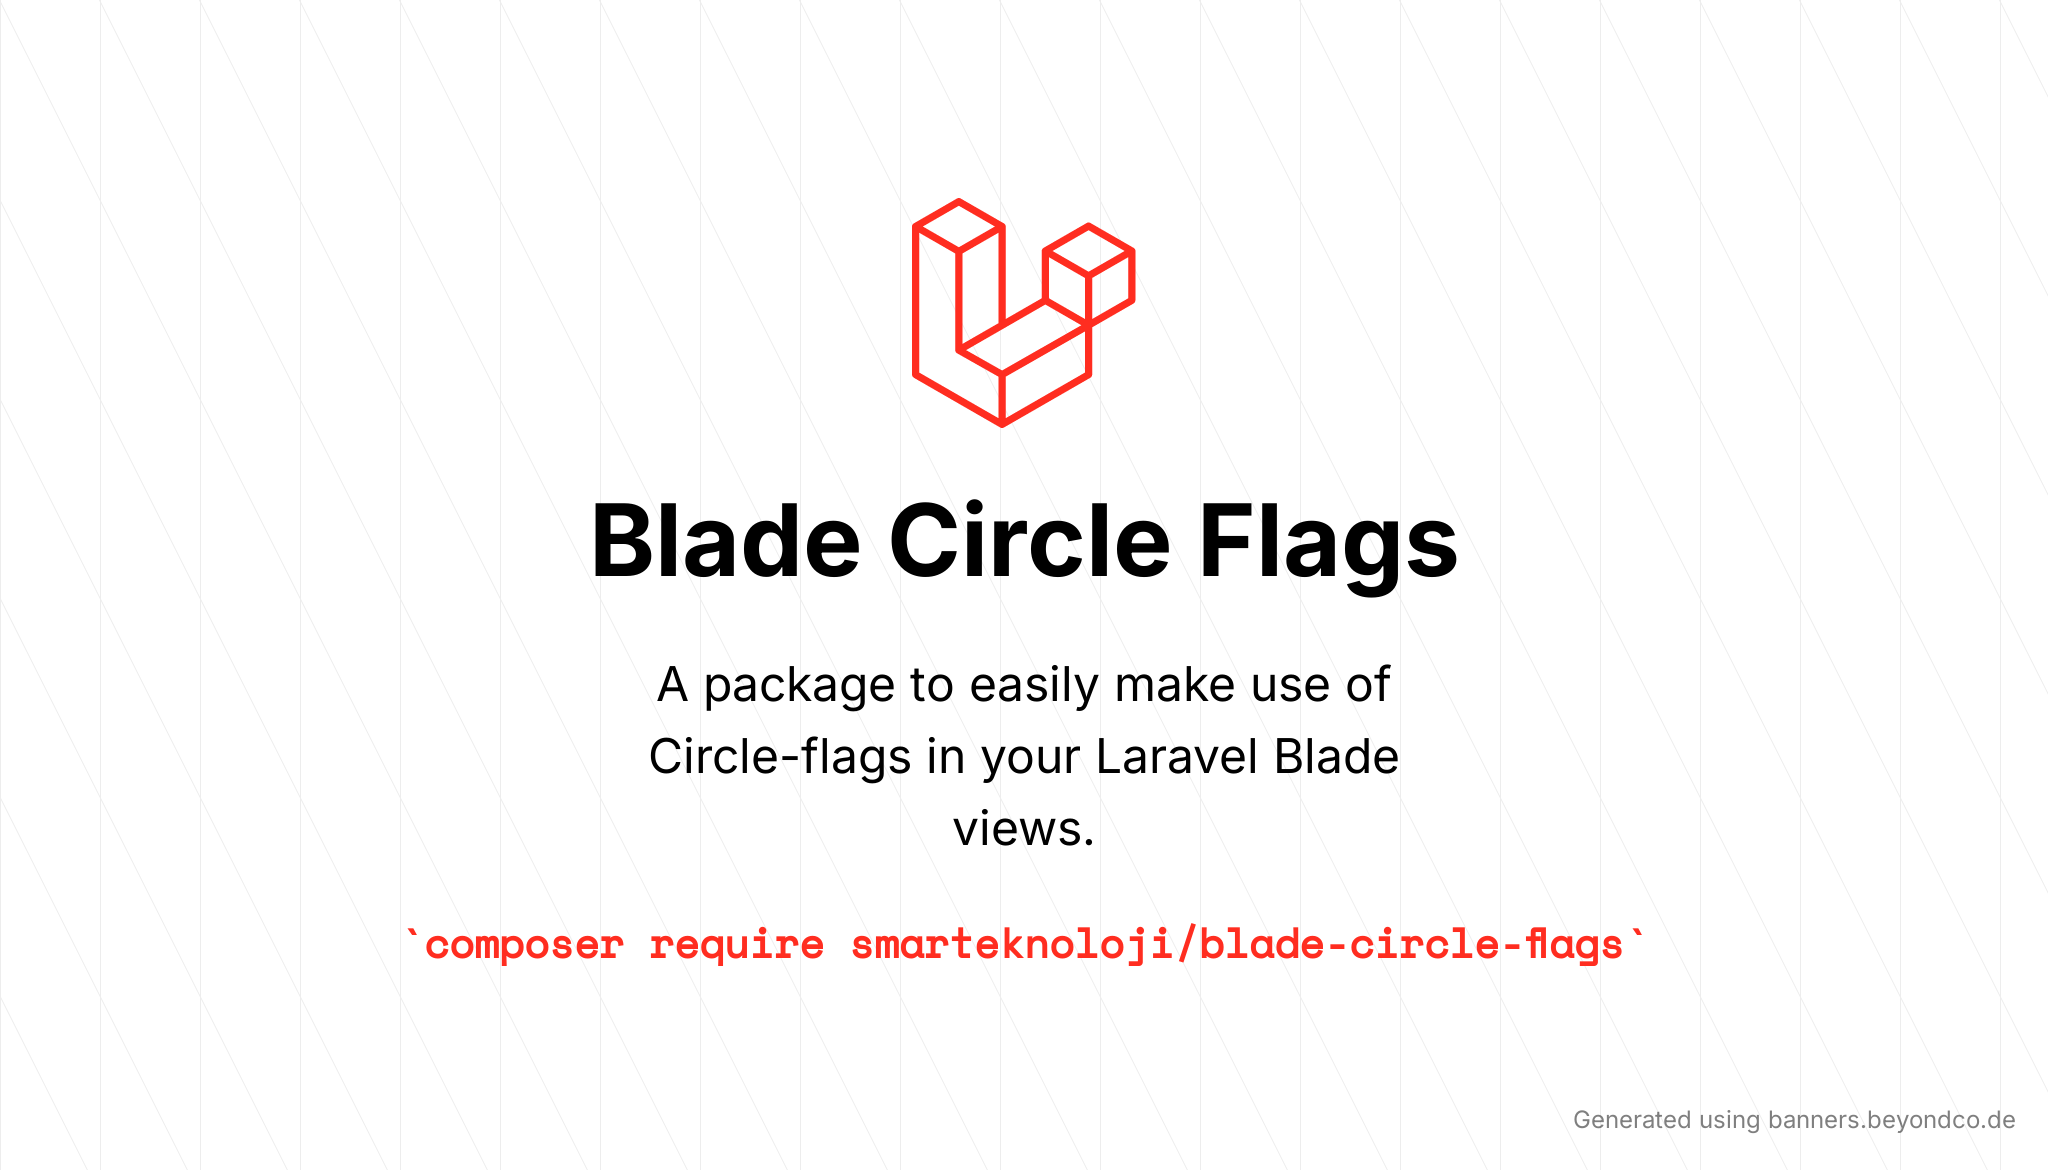 Blade Circle Flags
A package to easily make use of
Circle-flags in your Laravel Blade
views.
`composer require smarteknoloji/blade-circle-flags`
Generated using banners.beyondco.de